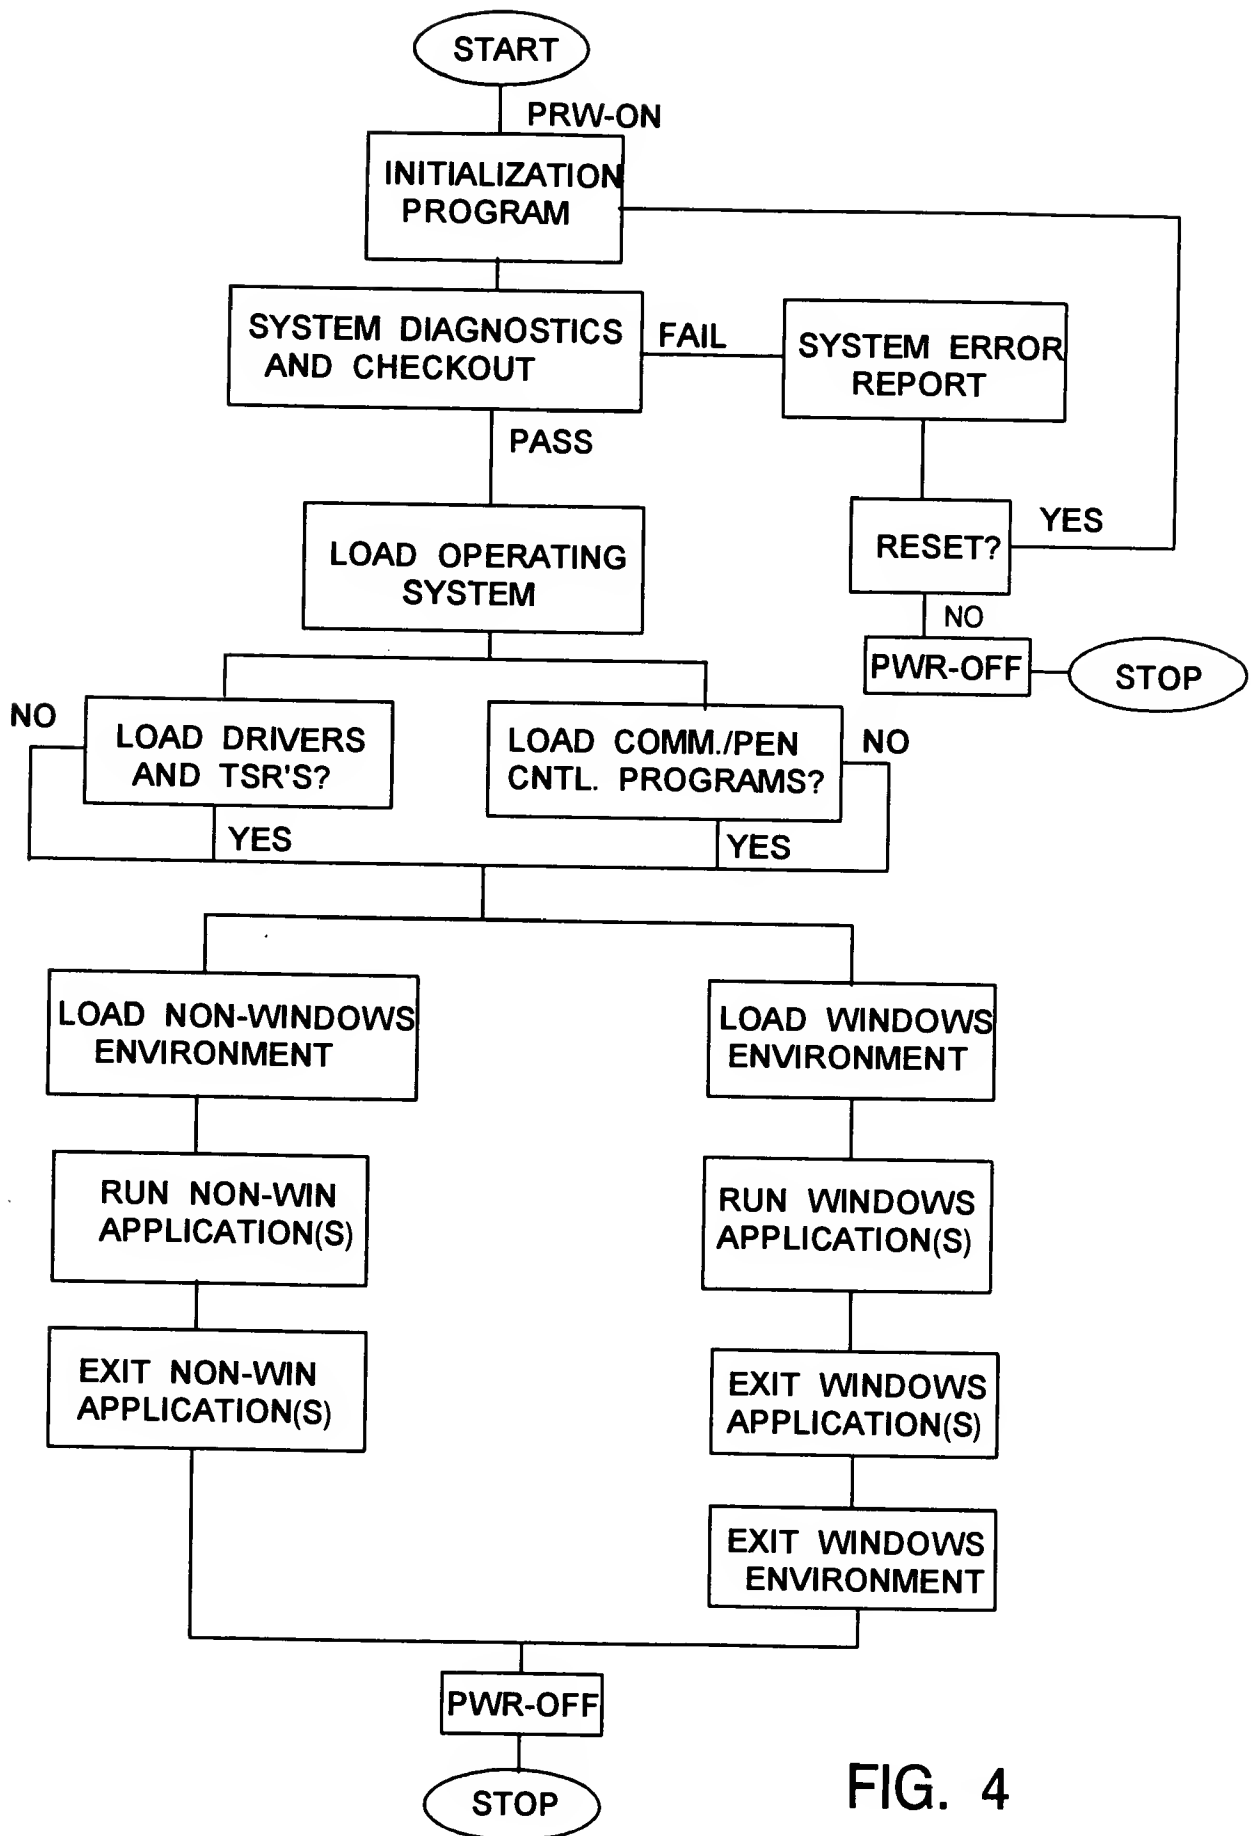 START
PRW-ON
INITIALIZATION
PROGRAM
SYSTEM DIAGNOSTICS
AND CHECKOUT
FAIL
SYSTEM ERROR
REPORT
PASS
RESET?
YES
LOAD OPERATING
SYSTEM
NO
PWR-OFF
STOP
NO
LOAD DRIVERS
AND TSR'S?
YES
LOAD COMM./PEN
CNTL. PROGRAMS?
NO
YES
LOAD NON-WINDOWS
ENVIRONMENT
LOAD WINDOWS
ENVIRONMENT
RUN NON-WIN
APPLICATION(S)
RUN WINDOWS
APPLICATION(S)
EXIT NON-WIN
APPLICATION(S)
EXIT WINDOWS
APPLICATION(S)
EXIT WINDOWS
ENVIRONMENT
PWR-OFF
STOP
FIG. 4